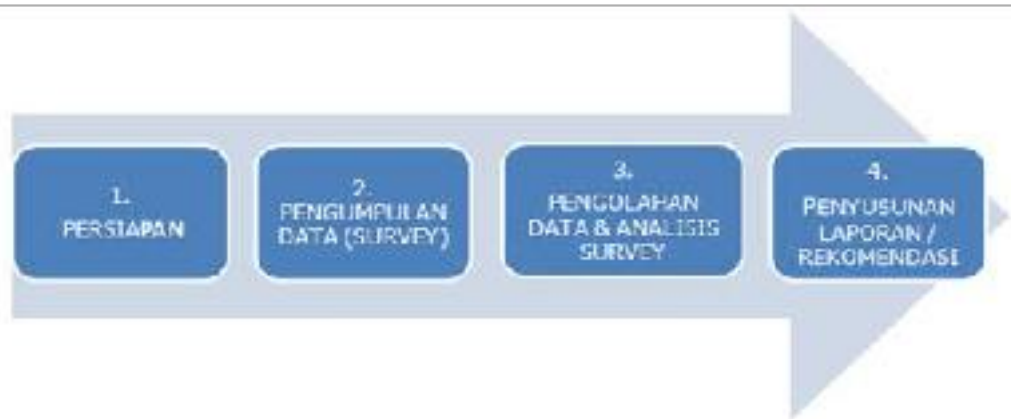 1.
PERSIAPAN
2.
PENGUMPULAN
DATA (SURVEY)
3.
PENGOLAHAN
DATA & ANALISIS
SURVEY
4.
PENYUSUNAN
LAPORAN /
REKOMENDASI